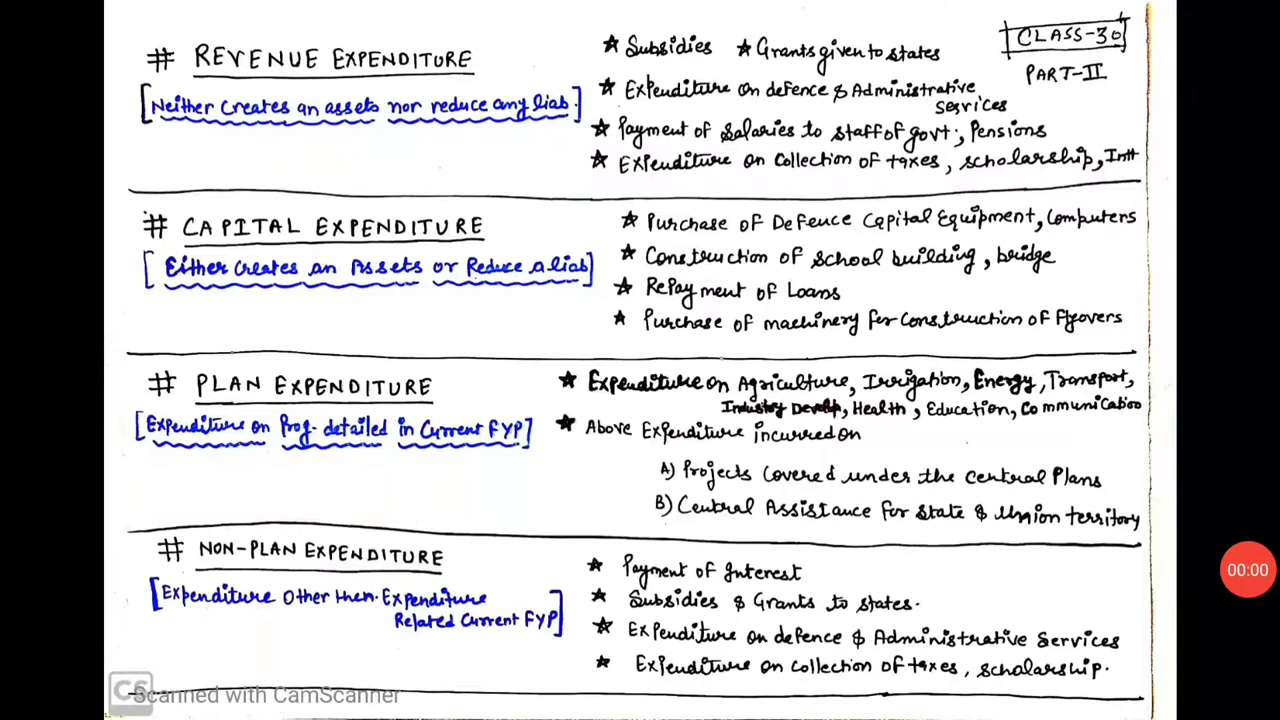 CLASS-30
PART-II
# REVENUE EXPENDITURE
[Neither Creates an assets nor reduce any liab.]
★ Subsidies ★ Grants given to states
★ Expenditure on defence & Administrative
services
★ Payment of Salaries to staff of govt., Pensions
★ Expenditure on Collection of taxes, scholarship, Intt
# CAPITAL EXPENDITURE
[Either Creates an Assets or Reduce a liab]
★ Purchase of Defence Capital Equipment, Computers
★ Construction of School building, bridge
★ Repayment of Loans
★ Purchase of machinery for Construction of Flyovers
# PLAN EXPENDITURE
[Expenditure on Prog. detailed in Current FYP]
★ Expenditure on Agriculture, Irrigation, Energy, Transport,
Industry Develop, Health, Education, Communication
★ Above Expenditure incurred on
A) Projects Covered under the Central Plans
B) Central Assistance for State & Union territory
# NON-PLAN EXPENDITURE
[Expenditure Other then Expenditure
Related Current FYP]
★ Payment of Interest
★ Subsidies & Grants to states.
★ Expenditure on defence & Administrative Services
★ Expenditure on collection of taxes, scholarship.
CS Scanned with CamScanner
00:00